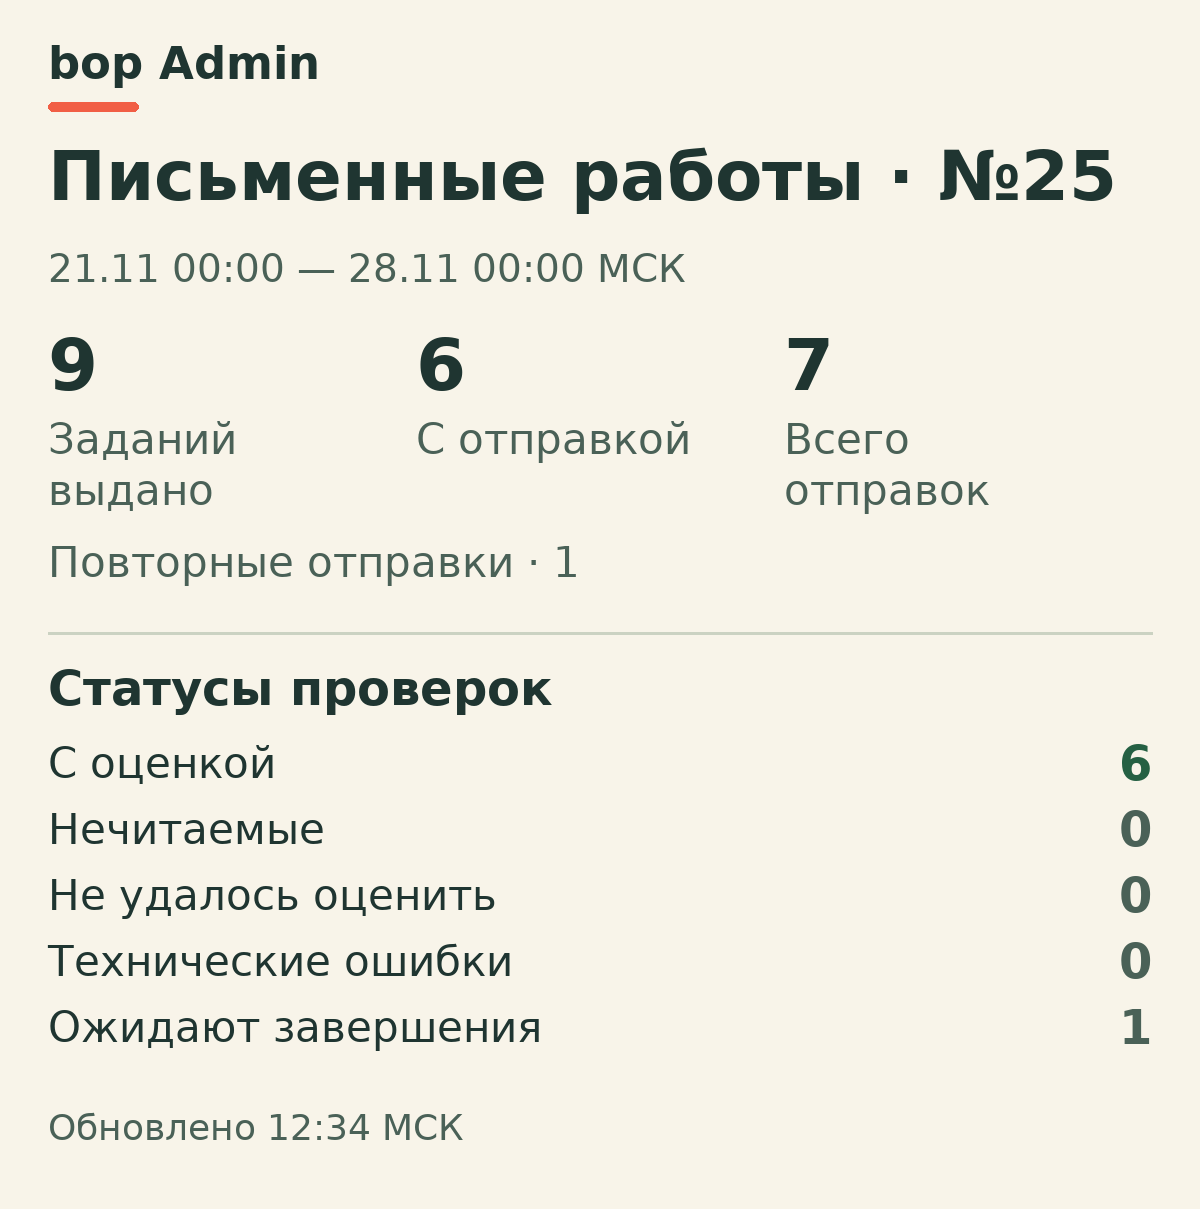 bop Admin
Письменные работы · №25
21.11 00:00 — 28.11 00:00 МСК
9 6 7
Заданий выдано
С отправкой
Всего отправок
Повторные отправки · 1
Статусы проверок
С оценкой 6
Нечитаемые 0
Не удалось оценить 0
Технические ошибки 0
Ожидают завершения 1
Обновлено 12:34 МСК